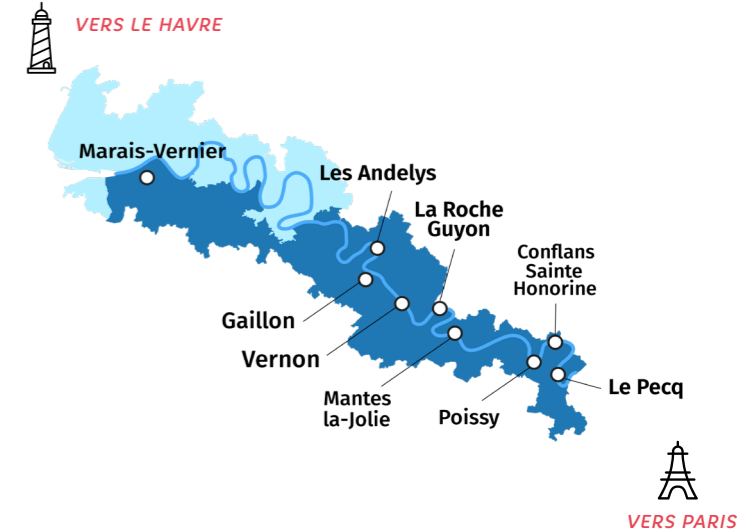 VERS LE HAVRE
Marais-Vernier
Les Andelys
La Roche
Guyon
Conflans
Sainte
Honorine
Gaillon
Vernon
Mantes
la-Jolie
Poissy
Le Pecq
VERS PARIS